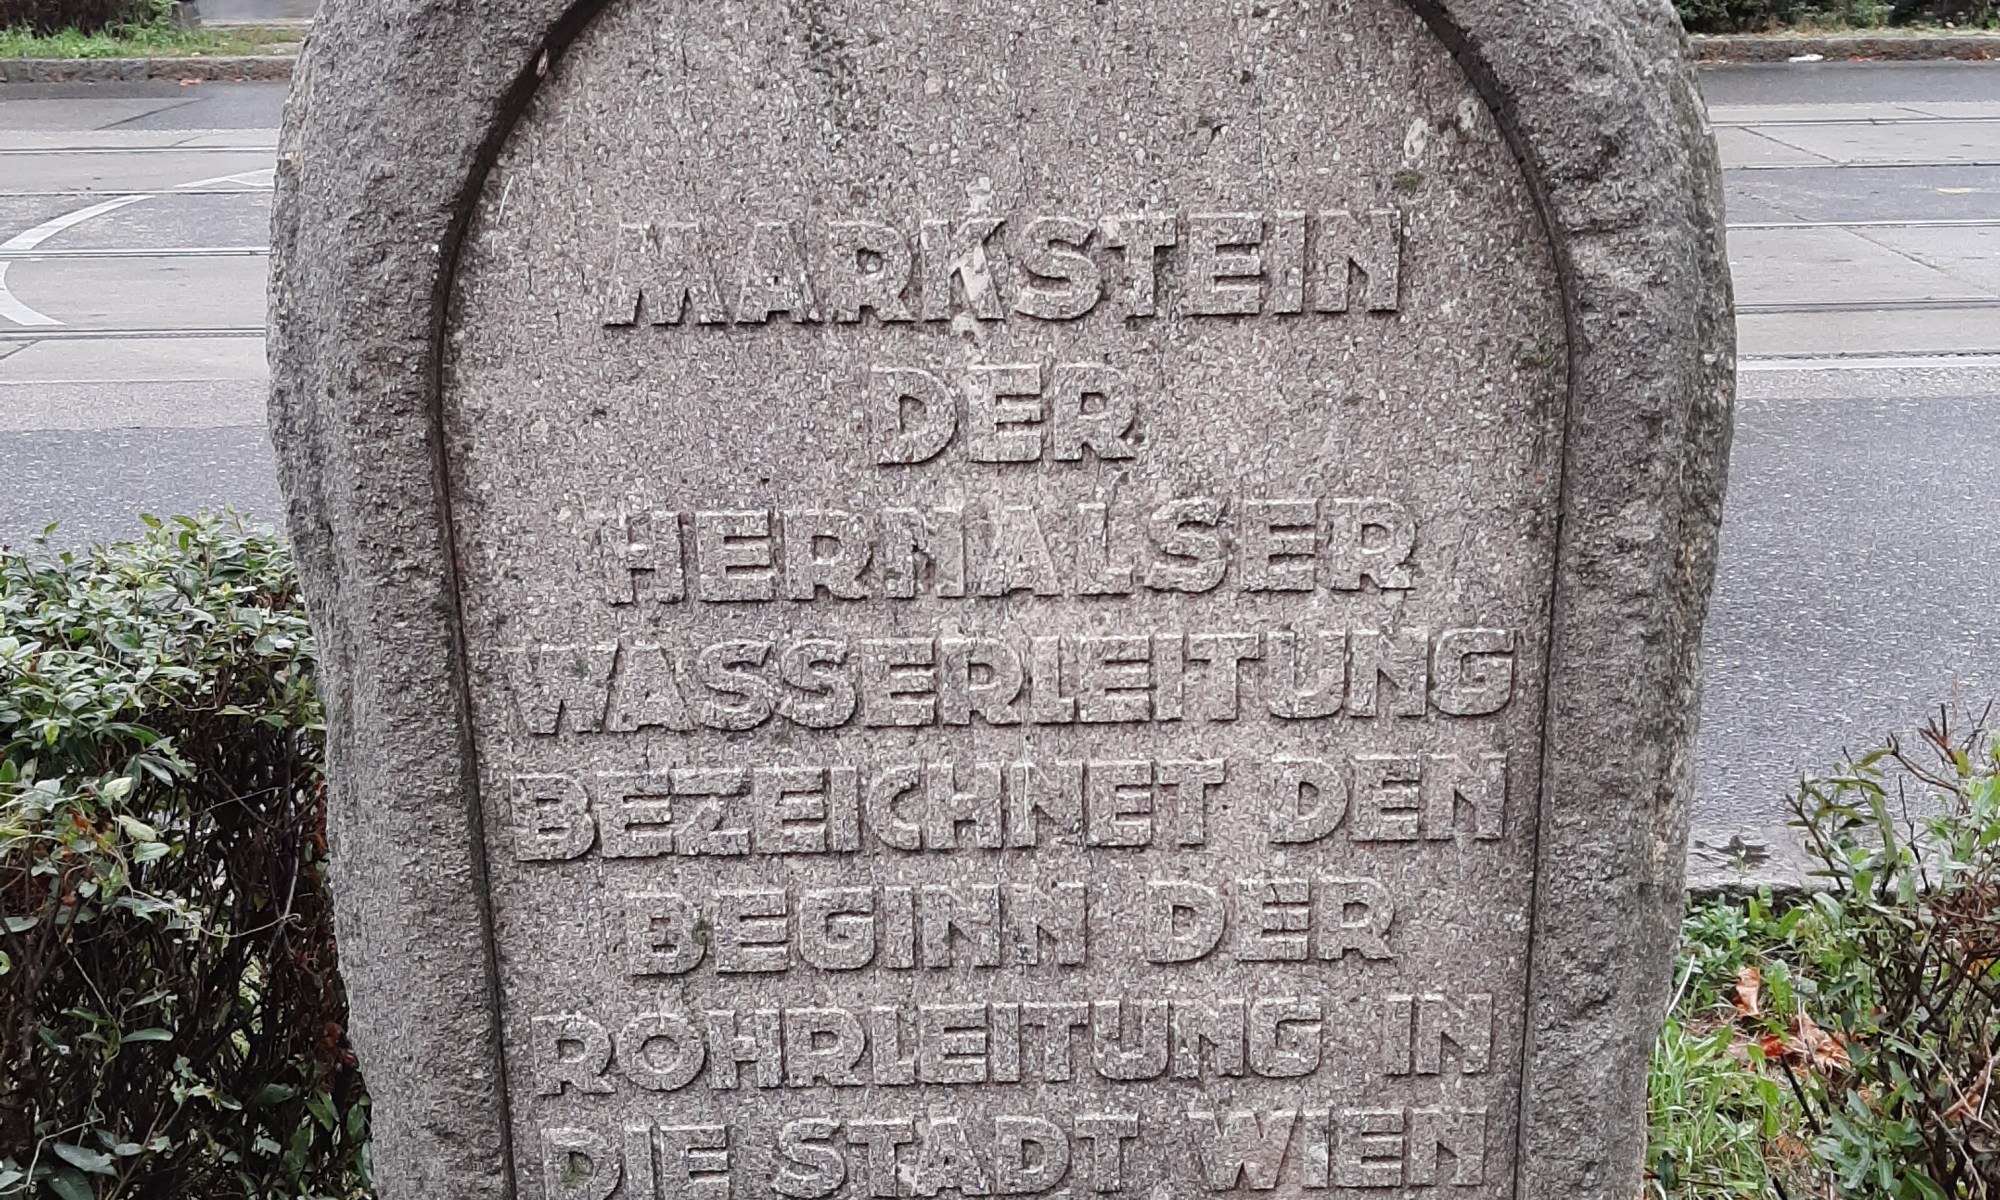 MARKSTEIN
DER
HERNALSER
WASSERLEITUNG
BEZEICHNET DEN
BEGINN DER
ROHRLEITUNG IN
DIE STADT WIEN